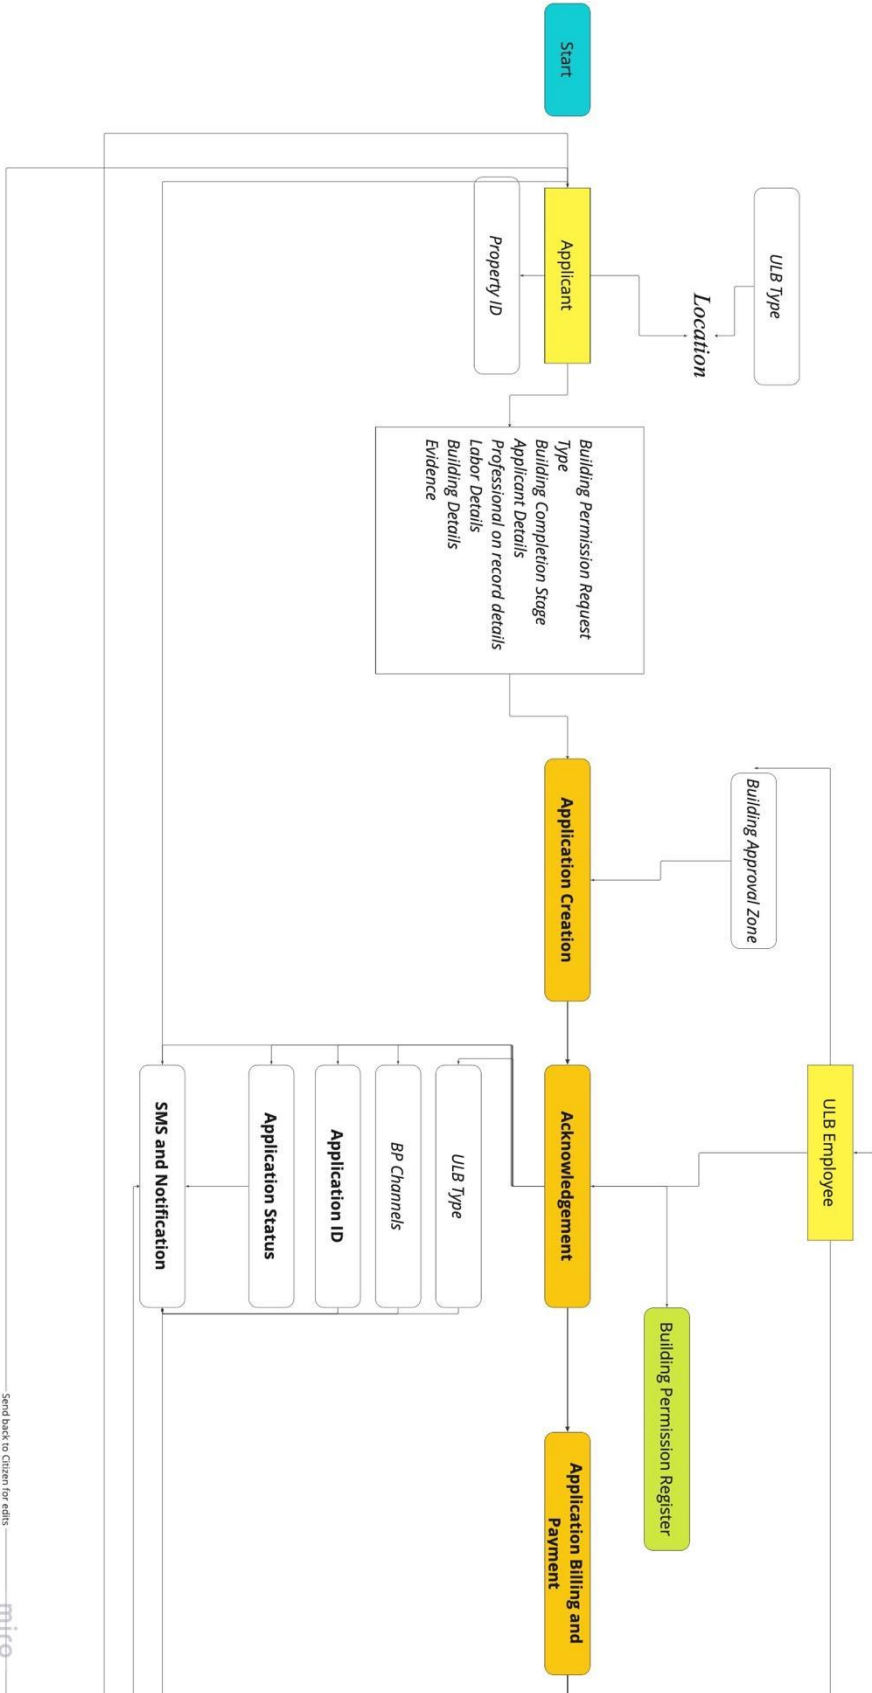 Start
ULB Type
Location
Applicant
Property ID
Building Permission Request
Type
Building Completion Stage
Applicant Details
Professional on record details
Labor Details
Building Details
Evidence
Building Approval Zone
Application Creation
ULB Employee
Acknowledgement
ULB Type
BP Channels
Application ID
Application Status
SMS and Notification
Building Permission Register
Application Billing and
Payment
Send back to Citizen for edits
miro